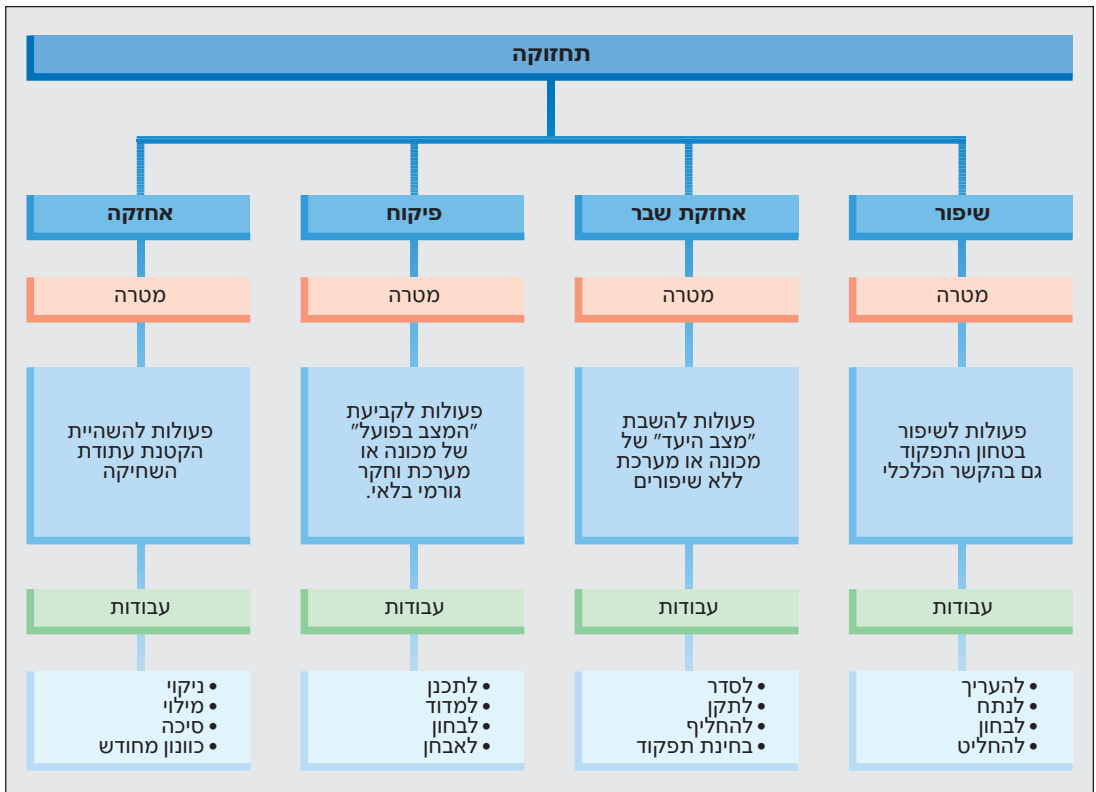 תחזוקה
שיפור
אחזקת שבר
פיקוח
אחזקה
מטרה
מטרה
מטרה
מטרה
פעולות לשיפור
בטחון התפקוד
גם בהקשר הכלכלי
פעולות להשבת
"מצב היעד" של
מכונה או מערכת
ללא שיפורים
פעולות לקביעת
"המצב בפועל"
של מכונה או
מערכת וחקר
גורמי בלאי.
פעולות להשהיית
הקטנת עתודת
השחיקה
עבודות
עבודות
עבודות
עבודות
• להעריך
• לנתח
• לבחון
• להחליט
• לסדר
• לתקן
• להחליף
• בחינת תפקוד
• לתכנן
• למדוד
• לבחון
• לאבחן
• ניקוי
• מילוי
• סיכה
• כוונון מחודש